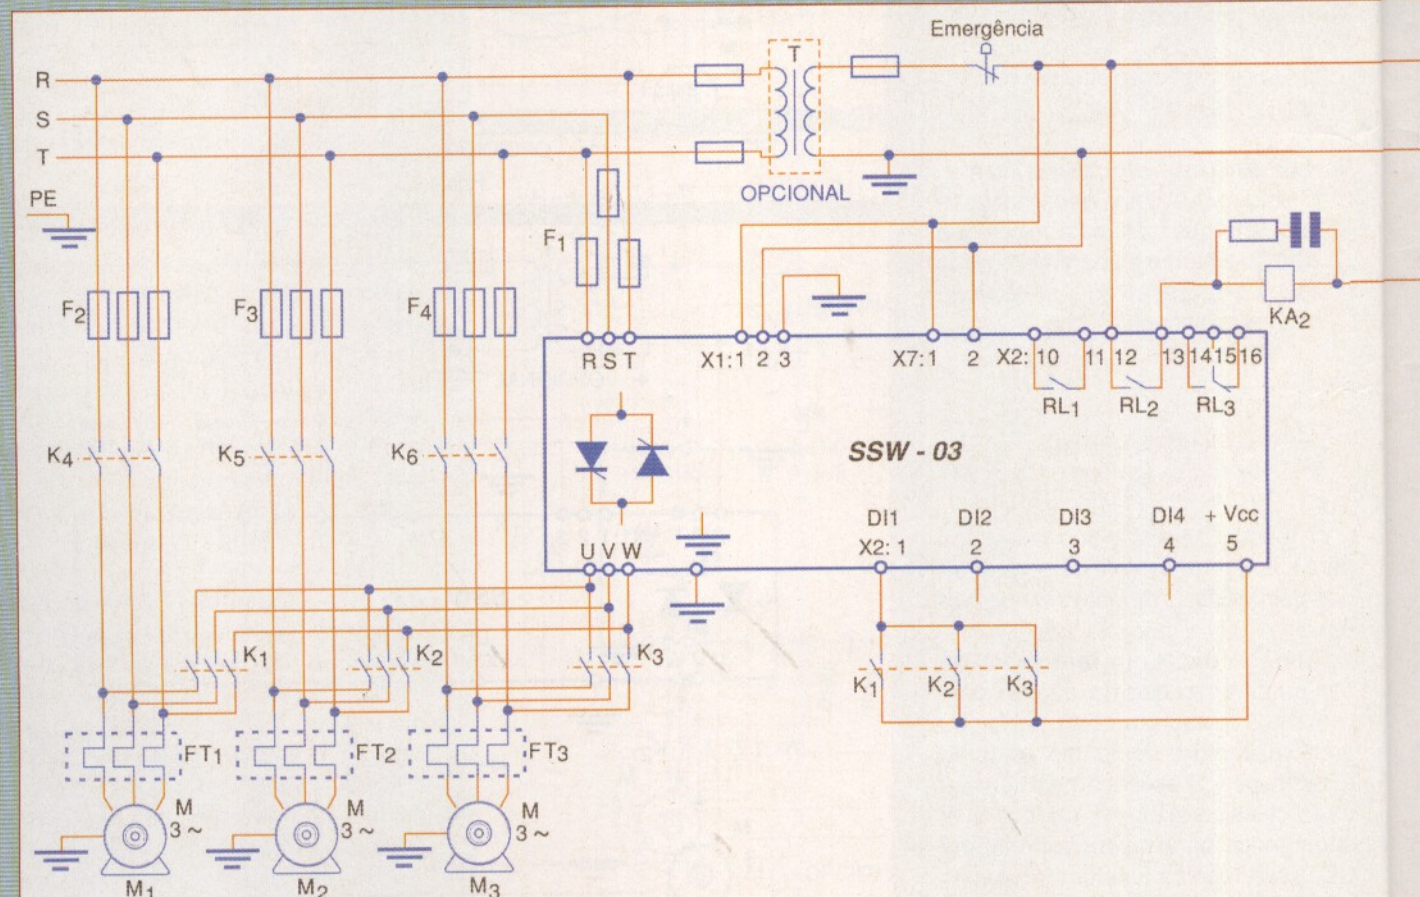 Emergência
R
T
S
T
OPCIONAL
PE
F1
F2
F3
F4
KA2
R S T
X1: 1 2 3
X7: 1 2
X2: 10 11 12 13 14 15 16
RL1
RL2
RL3
K4
K5
K6
SSW - 03
DI1
DI2
DI3
DI4
+ Vcc
X2: 1
2
3
4
5
U V W
K1
K2
K3
K1
K2
K3
FT1
FT2
FT3
M
3 ~
M
3 ~
M
3 ~
M1
M2
M3